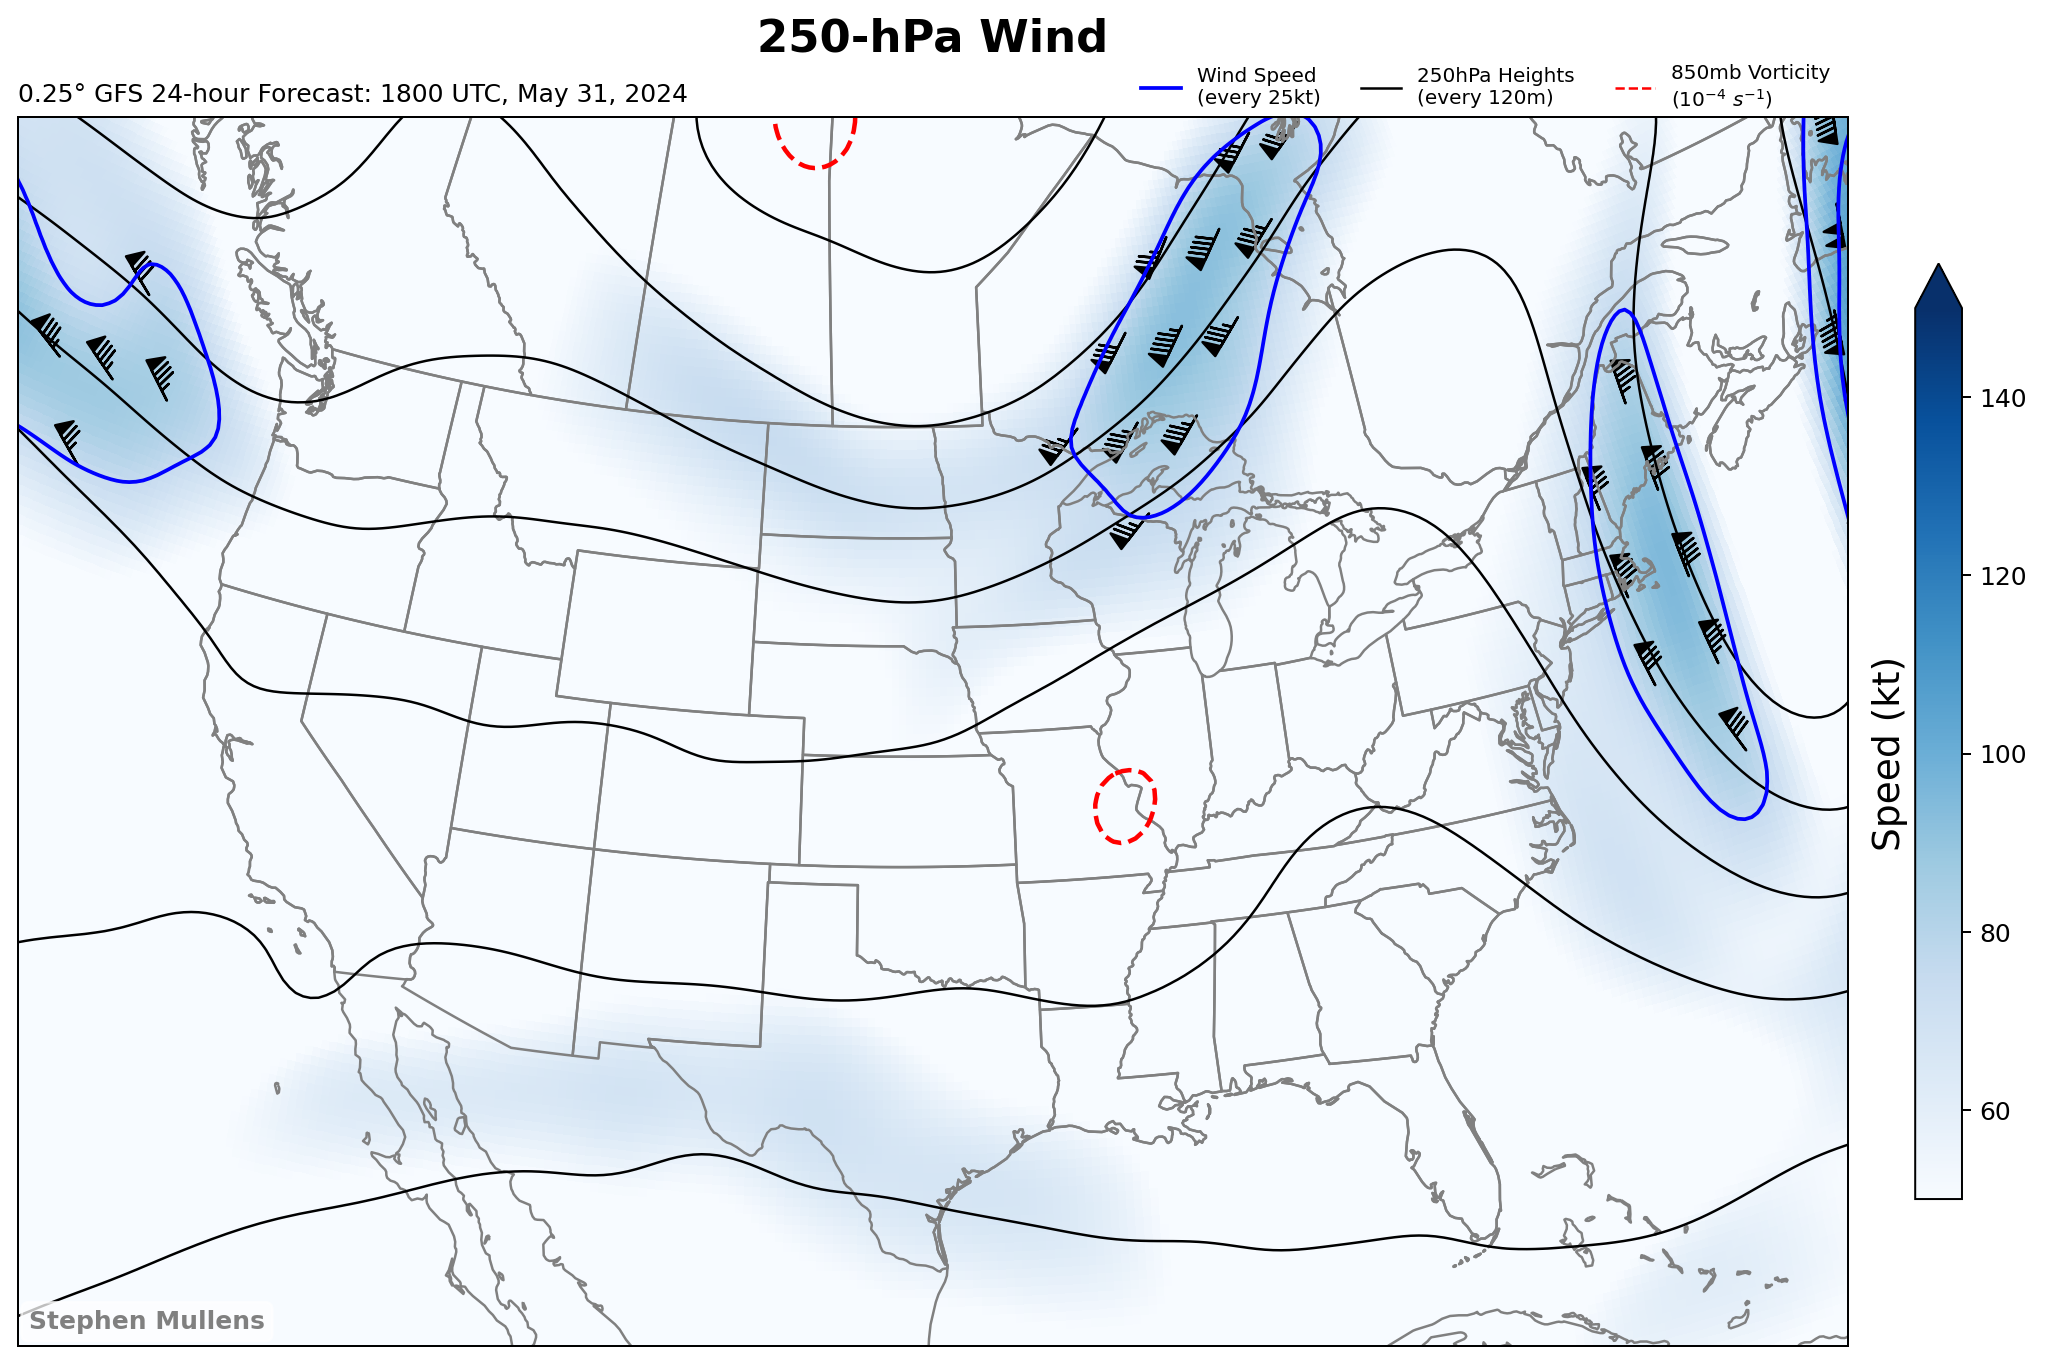 250-hPa Wind
0.25° GFS 24-hour Forecast: 1800 UTC, May 31, 2024
Wind Speed
(every 25kt)
250hPa Heights
(every 120m)
850mb Vorticity
(10⁻⁴ s⁻¹)
140
120
100
80
60
Speed (kt)
Stephen Mullens